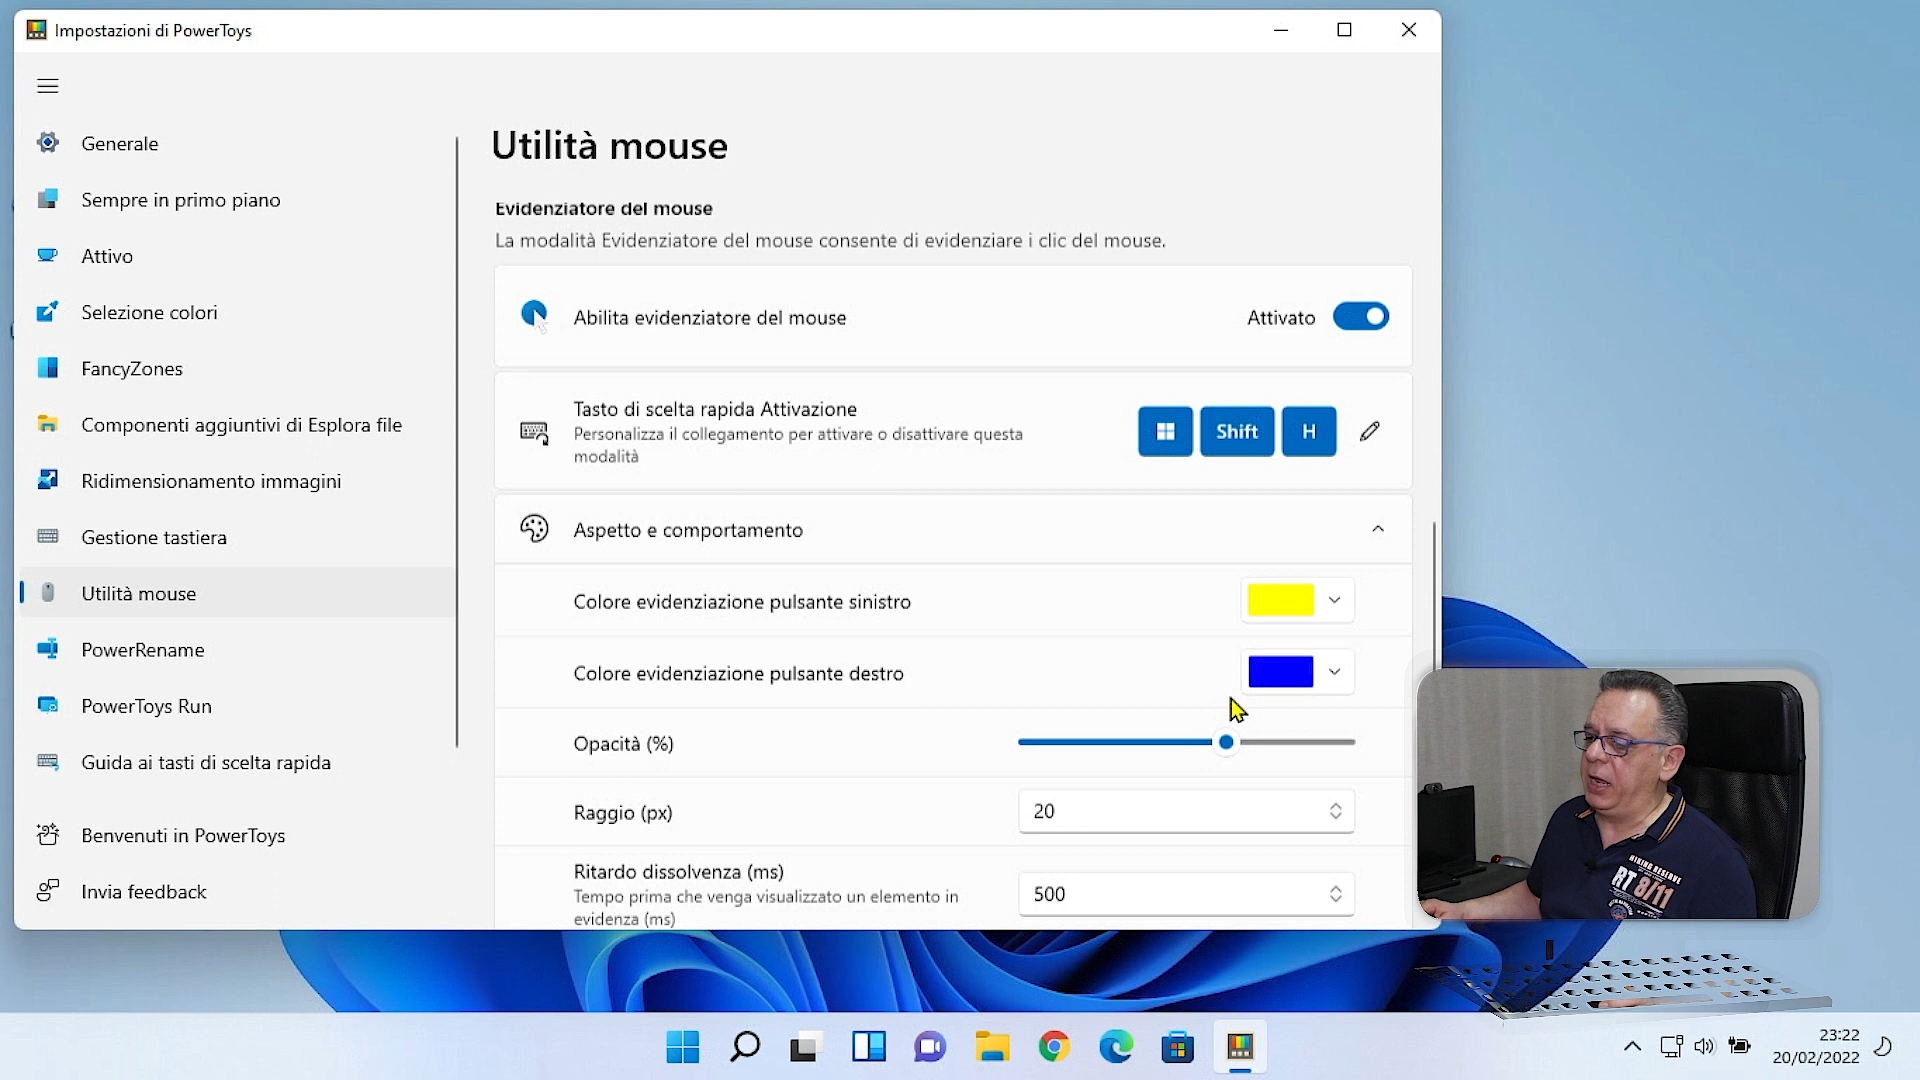 Impostazioni di PowerToys
Generale
Sempre in primo piano
Attivo
Selezione colori
FancyZones
Componenti aggiuntivi di Esplora file
Ridimensionamento immagini
Gestione tastiera
Utilità mouse
PowerRename
PowerToys Run
Guida ai tasti di scelta rapida
Benvenuti in PowerToys
Invia feedback
Utilità mouse
Evidenziatore del mouse
La modalità Evidenziatore del mouse consente di evidenziare i clic del mouse.
Abilita evidenziatore del mouse
Attivato
Tasto di scelta rapida Attivazione
Personalizza il collegamento per attivare o disattivare questa
modalità
Shift
H
Aspetto e comportamento
Colore evidenziazione pulsante sinistro
Colore evidenziazione pulsante destro
Opacità (%)
Raggio (px)
20
Ritardo dissolvenza (ms)
Tempo prima che venga visualizzato un elemento in
evidenza (ms)
500
RT 8/11
23:22
20/02/2022